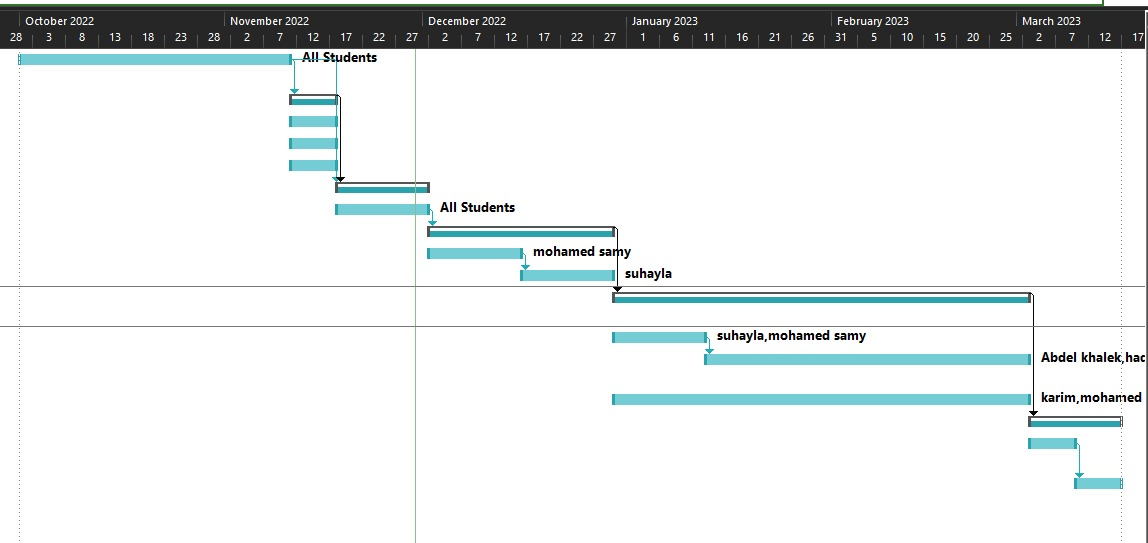 October 2022 November 2022 December 2022 January 2023 February 2023 March 2023
28 3 8 13 18 23 28 2 7 12 17 22 27 2 7 12 17 22 27 1 6 11 16 21 26 31 5 10 15 20 25 2 7 12 17
All Students
All Students
mohamed samy
suhayla
suhayla,mohamed samy
Abdel khalek,had
karim,mohamed